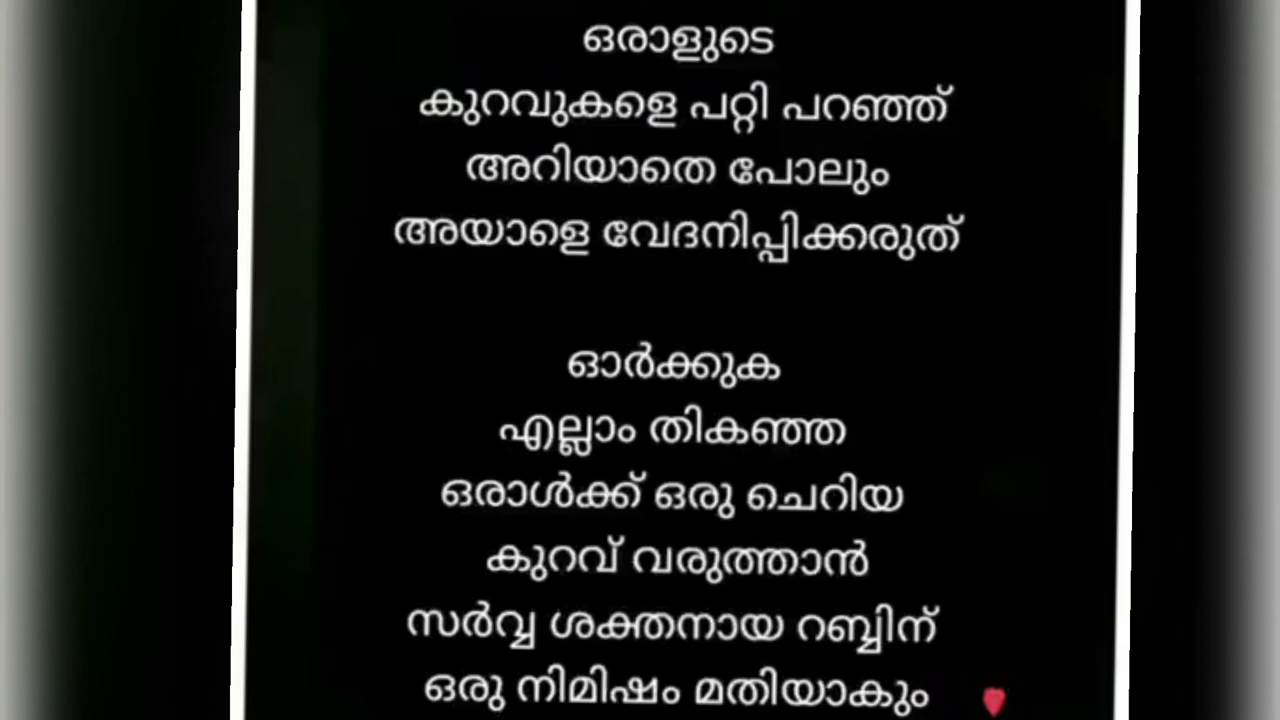 ഒരാളുടെ
കുറവുകളെ പറ്റി പറഞ്ഞ്
അറിയാതെ പോലും
അയാളെ വേദനിപ്പിക്കരുത്
ഓർക്കുക
എല്ലാം തികഞ്ഞ
ഒരാൾക്ക് ഒരു ചെറിയ
കുറവ് വരുത്താൻ
സർവ്വ ശക്തനായ റബ്ബിന്
ഒരു നിമിഷം മതിയാകും